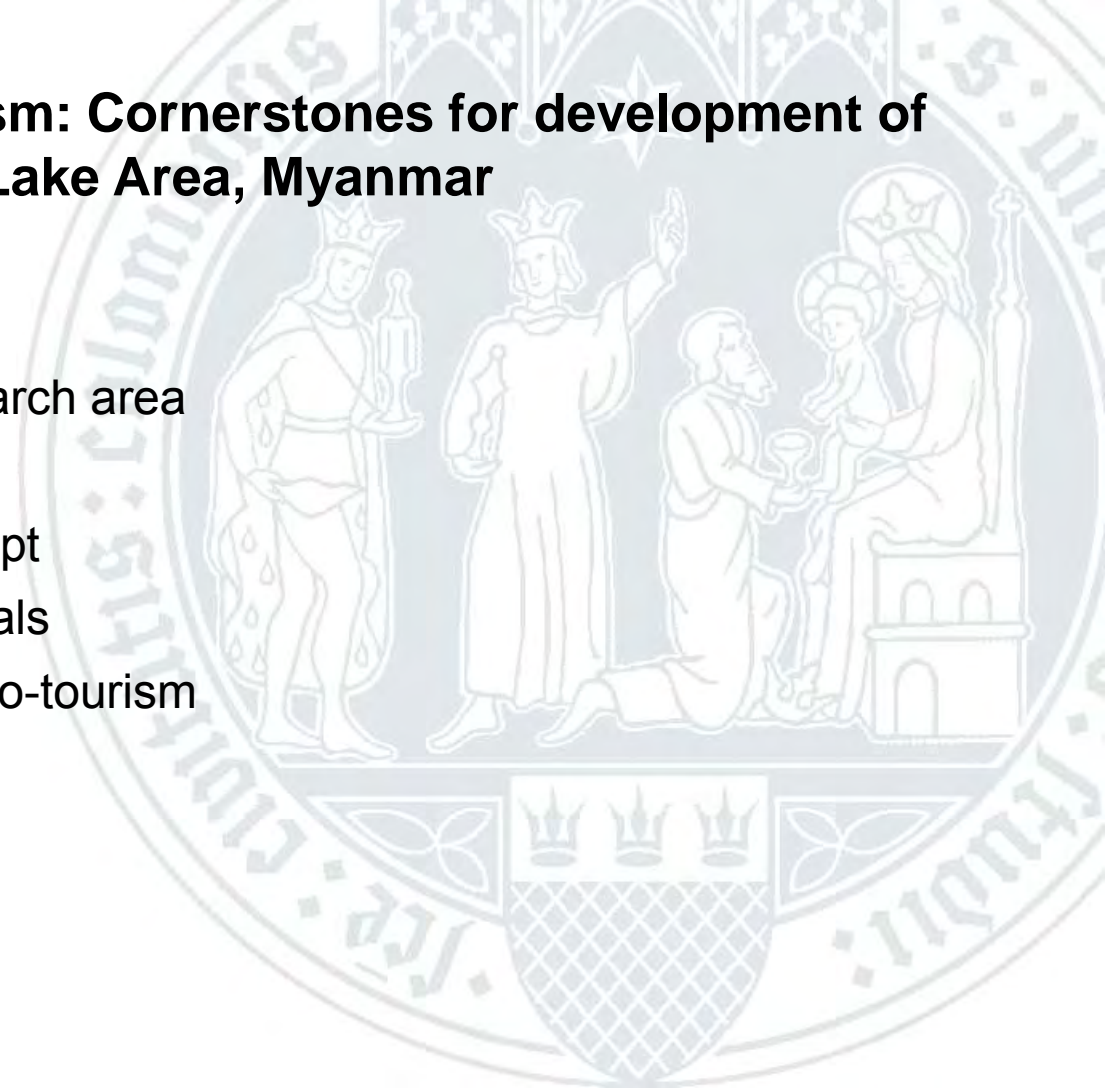 sm: Cornerstones for development of
Lake Area, Myanmar
arch area
pt
als
o-tourism